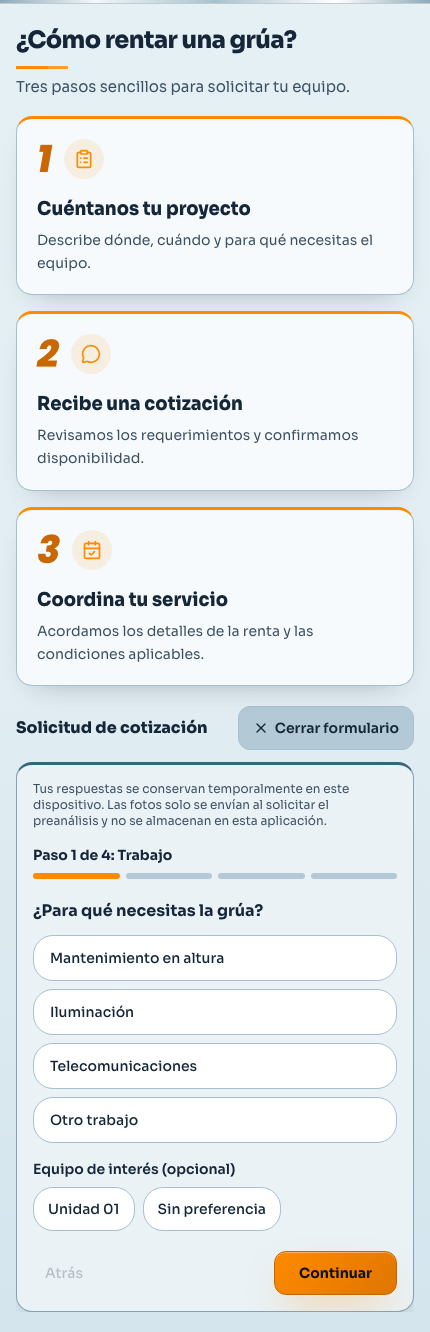 ¿Cómo rentar una grúa?
Tres pasos sencillos para solicitar tu equipo.
1
Cuéntanos tu proyecto
Describe dónde, cuándo y para qué necesitas el
equipo.
2
Recibe una cotización
Revisamos los requerimientos y confirmamos
disponibilidad.
3
Coordina tu servicio
Acordamos los detalles de la renta y las
condiciones aplicables.
Solicitud de cotización
Cerrar formulario
Tus respuestas se conservan temporalmente en este
dispositivo. Las fotos solo se envían al solicitar el
preanálisis y no se almacenan en esta aplicación.
Paso 1 de 4: Trabajo
¿Para qué necesitas la grúa?
Mantenimiento en altura
Iluminación
Telecomunicaciones
Otro trabajo
Equipo de interés (opcional)
Unidad 01
Sin preferencia
Atrás
Continuar